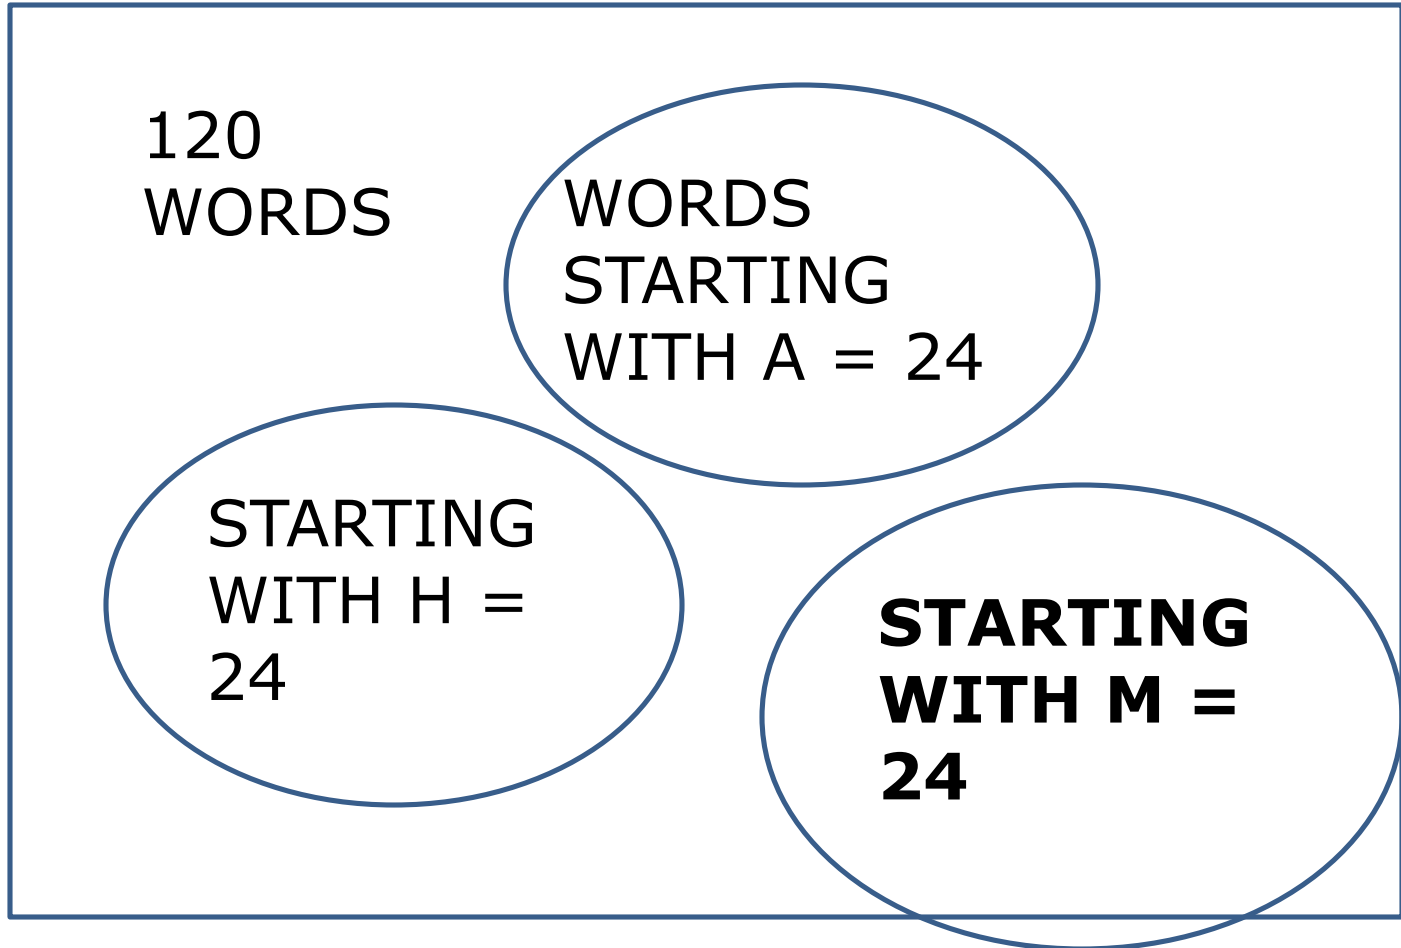 120
WORDS
WORDS
STARTING
WITH A = 24
STARTING
WITH H =
24
STARTING
WITH M =
24